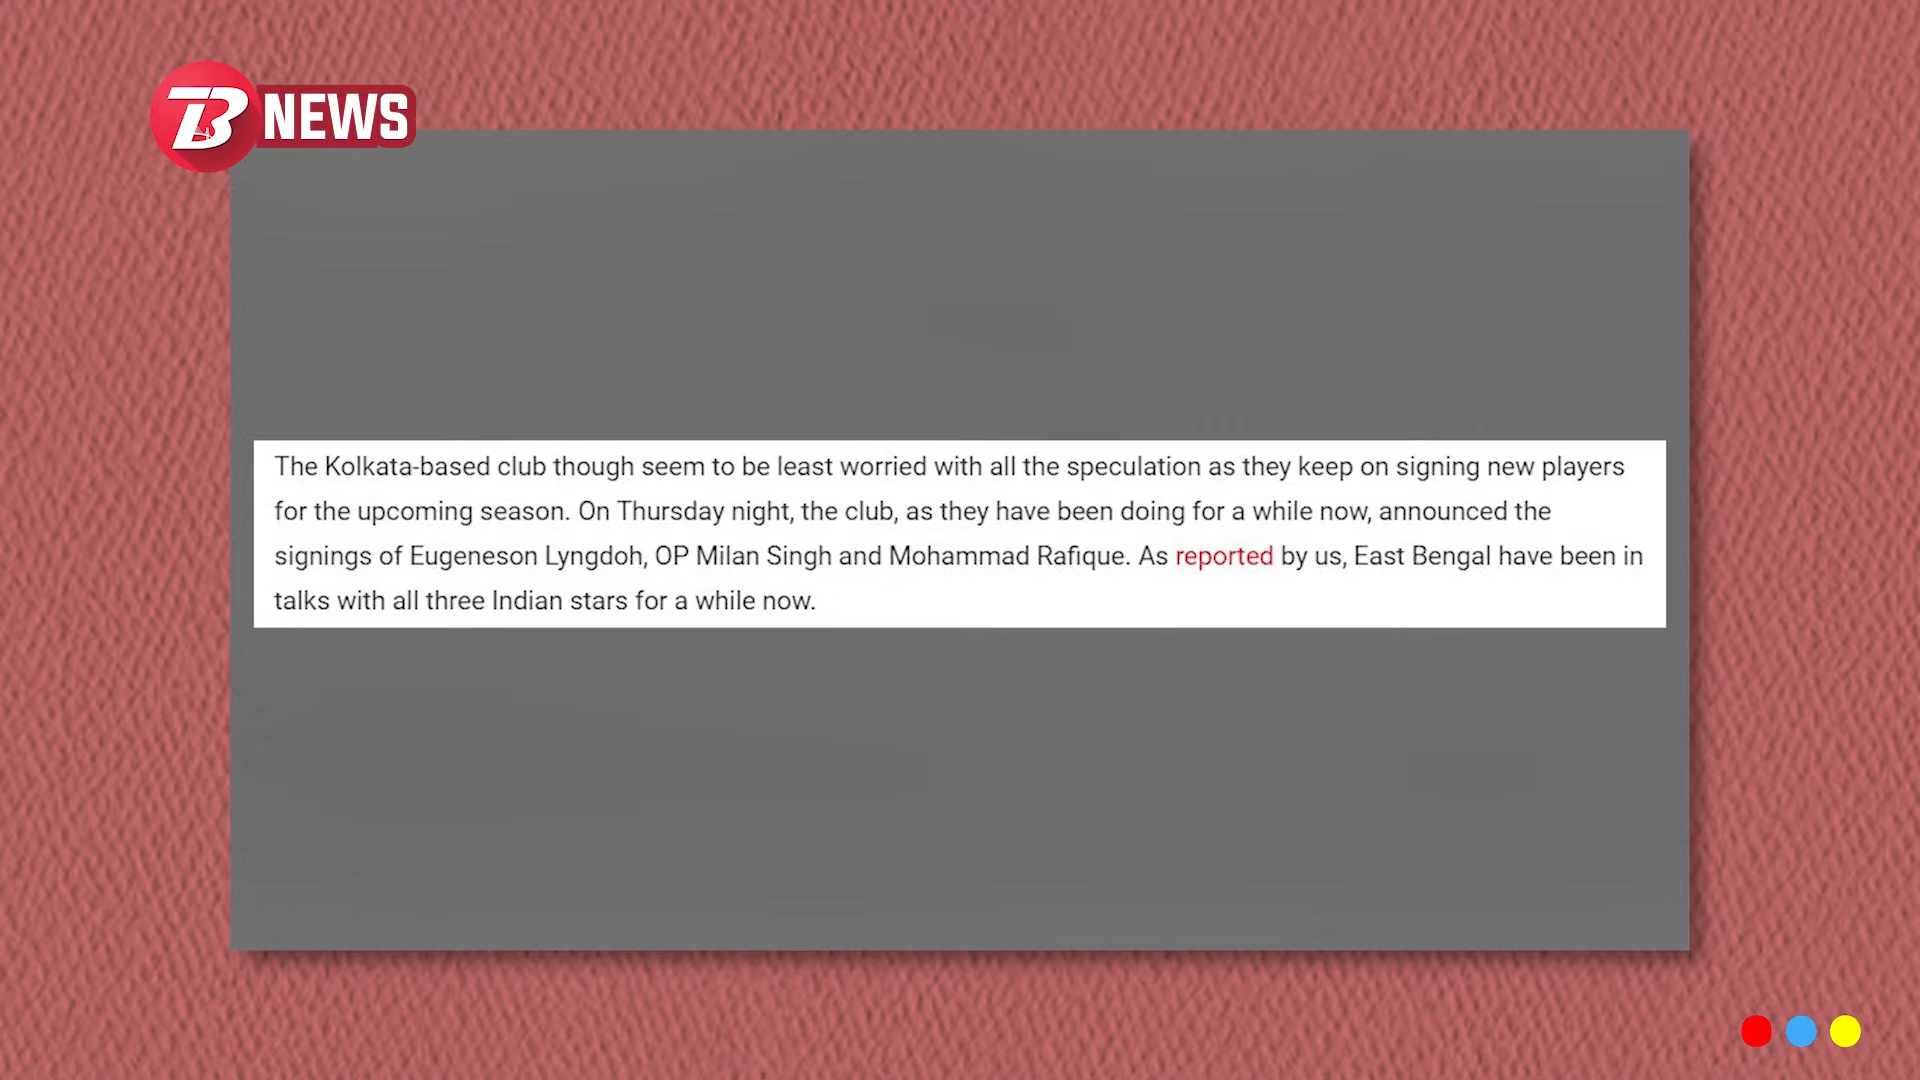 B NEWS
The Kolkata-based club though seem to be least worried with all the speculation as they keep on signing new players
for the upcoming season. On Thursday night, the club, as they have been doing for a while now, announced the
signings of Eugeneson Lyngdoh, OP Milan Singh and Mohammad Rafique. As reported by us, East Bengal have been in
talks with all three Indian stars for a while now.